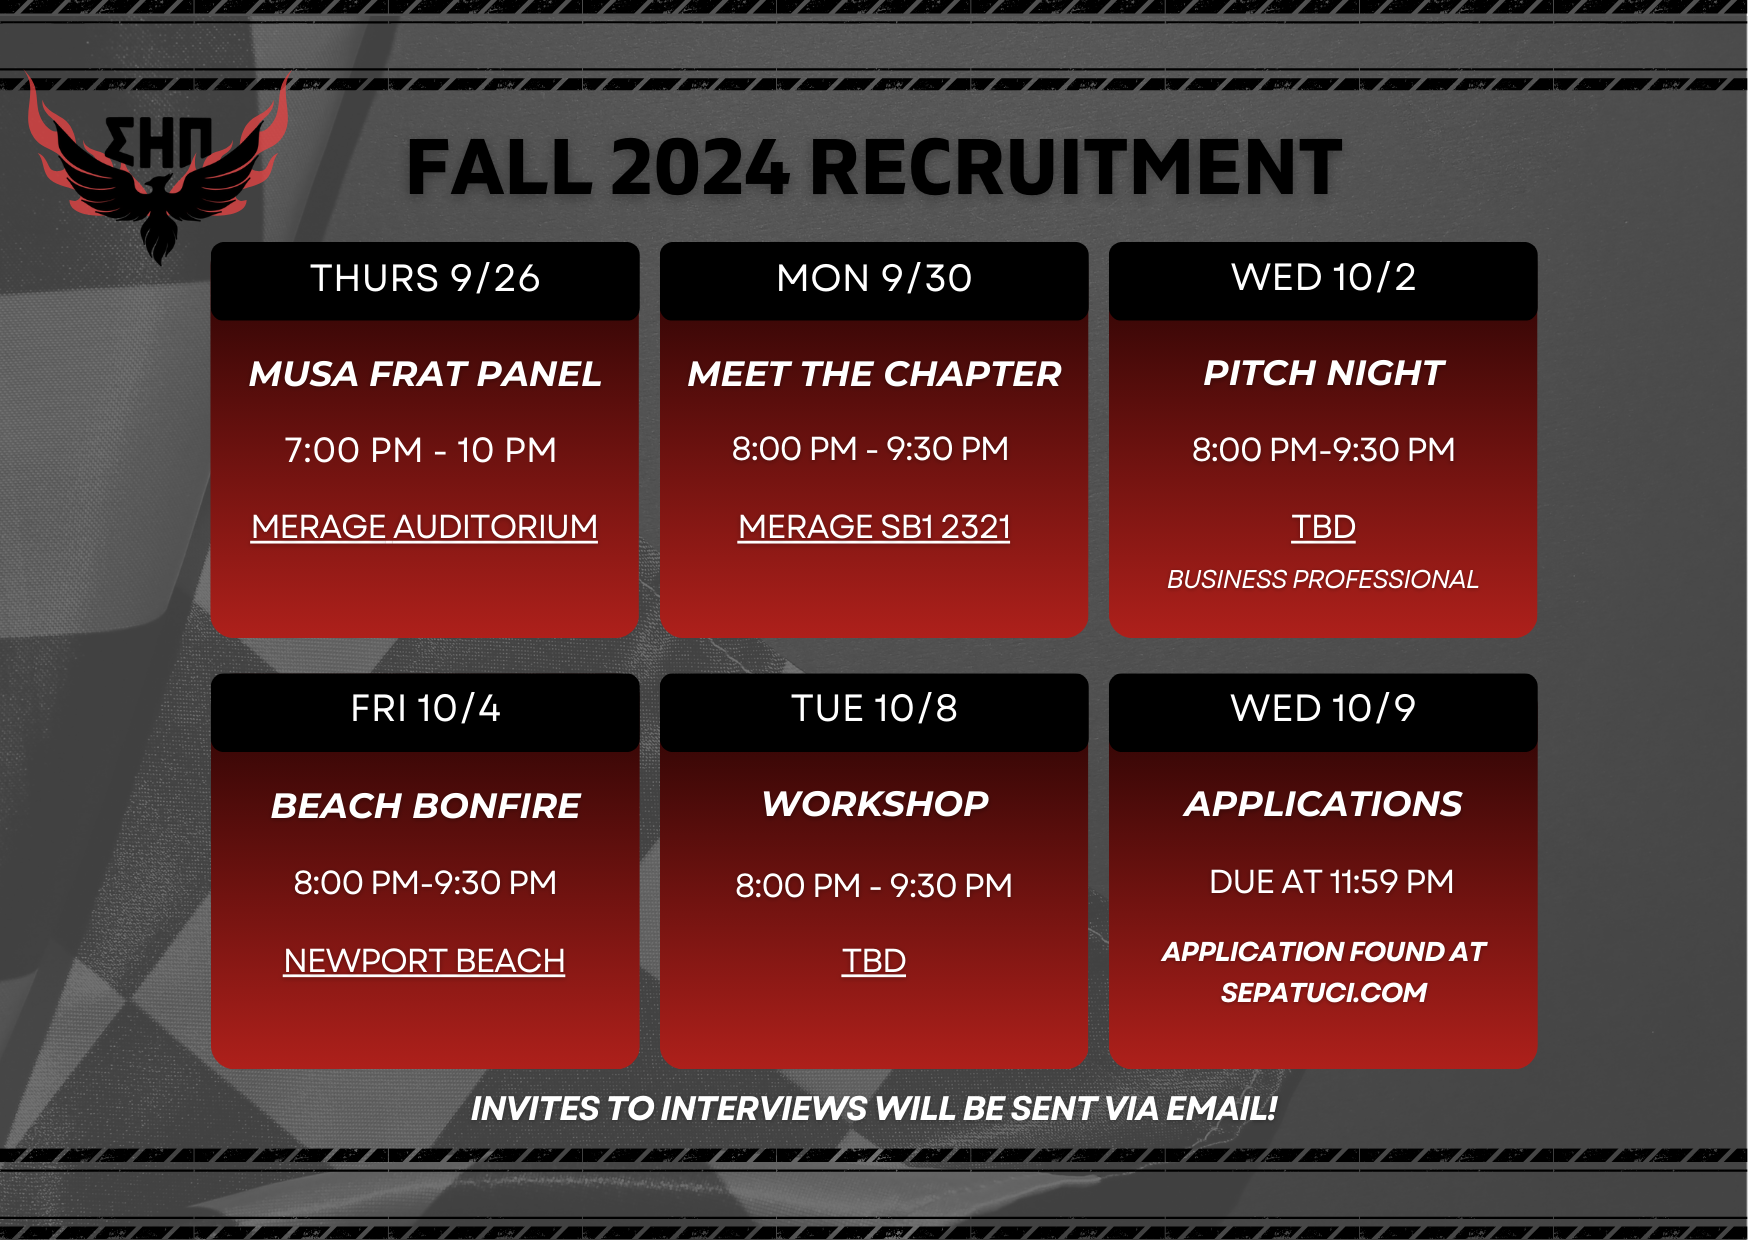 ΣΗΠ
FALL 2024 RECRUITMENT
THURS 9/26
MUSA FRAT PANEL
7:00 PM - 10 PM
MERAGE AUDITORIUM
MON 9/30
MEET THE CHAPTER
8:00 PM - 9:30 PM
MERAGE SB1 2321
WED 10/2
PITCH NIGHT
8:00 PM-9:30 PM
TBD
BUSINESS PROFESSIONAL
FRI 10/4
BEACH BONFIRE
8:00 PM-9:30 PM
NEWPORT BEACH
TUE 10/8
WORKSHOP
8:00 PM - 9:30 PM
TBD
WED 10/9
APPLICATIONS
DUE AT 11:59 PM
APPLICATION FOUND AT
SEPATUCI.COM
INVITES TO INTERVIEWS WILL BE SENT VIA EMAIL!